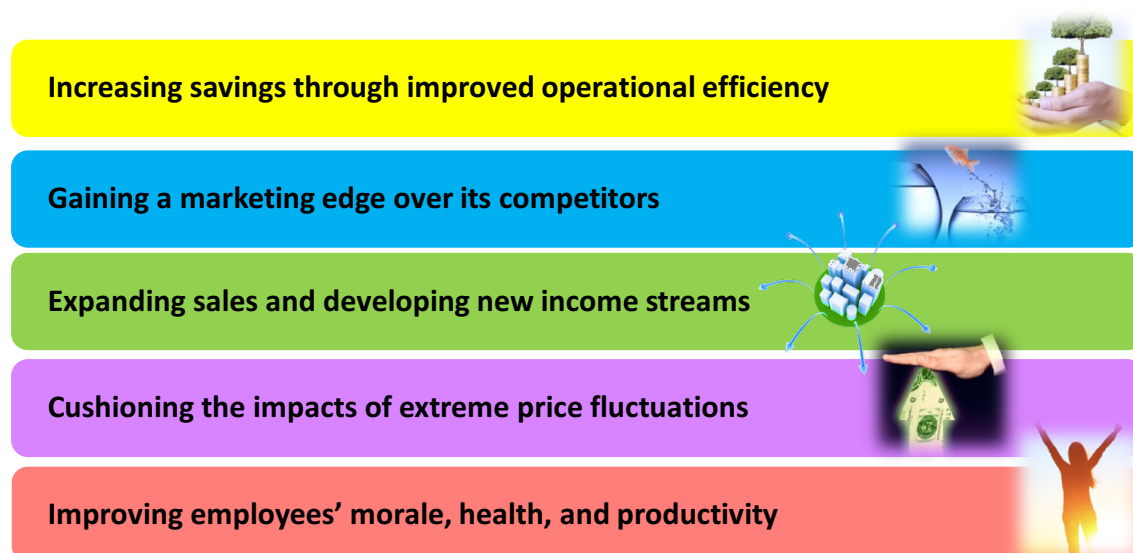 Increasing savings through improved operational efficiency
Gaining a marketing edge over its competitors
Expanding sales and developing new income streams
Cushioning the impacts of extreme price fluctuations
Improving employees’ morale, health, and productivity